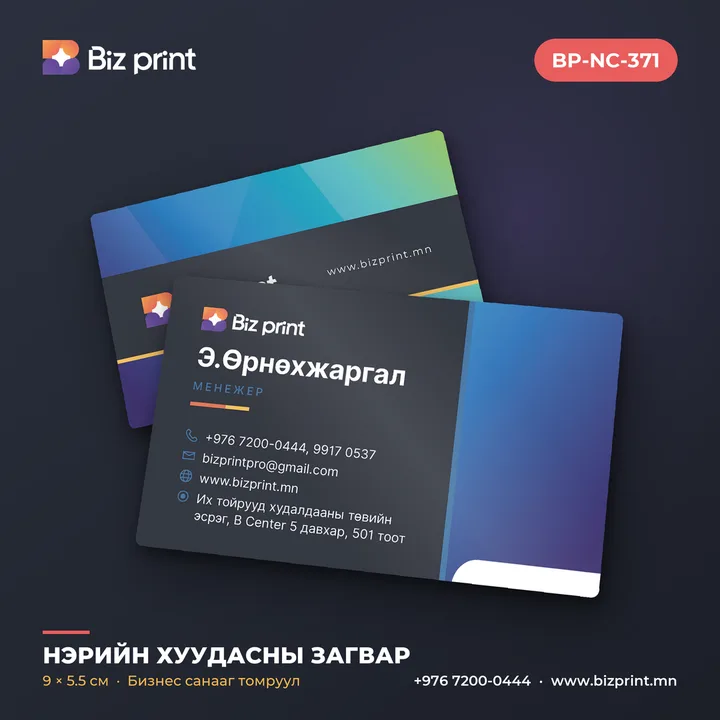 Biz print
BP-NC-371
www.bizprint.mn
Biz print
Э.Өрнөхжаргал
МЕНЕЖЕР
+976 7200-0444, 9917 0537
bizprintpro@gmail.com
www.bizprint.mn
Их тойрууд худалдааны төвийн
эсрэг, B Center 5 давхар, 501 тоот
НЭРИЙН ХУУДАСНЫ ЗАГВАР
9 × 5.5 см · Бизнес санааг томруул
+976 7200-0444 · www.bizprint.mn